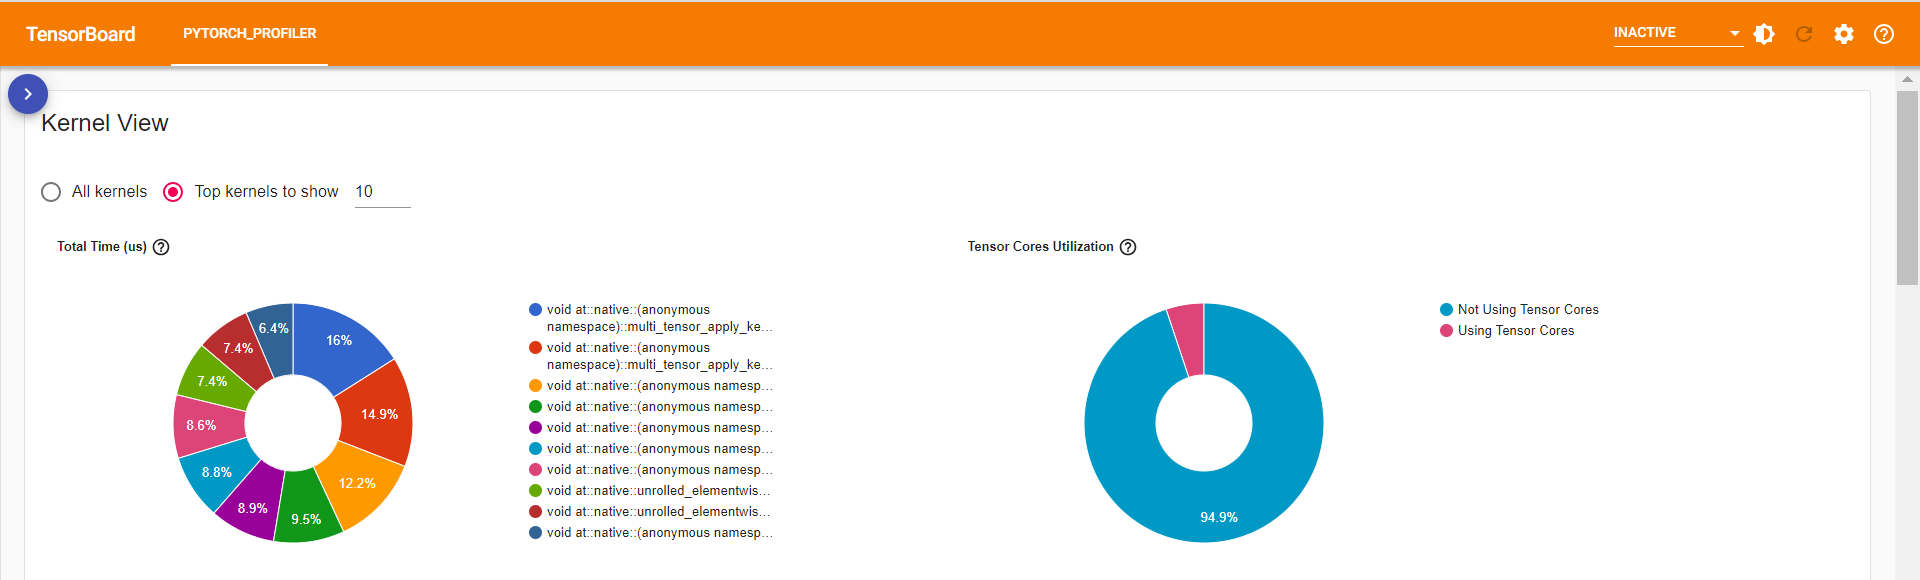 TensorBoard
PYTORCH_PROFILER
INACTIVE
Kernel View
All kernels
Top kernels to show
10
Total Time (us)
16%
14.9%
12.2%
9.5%
8.9%
8.8%
8.6%
7.4%
7.4%
6.4%
void at::native::(anonymous
namespace)::multi_tensor_apply_ke...
void at::native::(anonymous
namespace)::multi_tensor_apply_ke...
void at::native::(anonymous namesp...
void at::native::(anonymous namesp...
void at::native::(anonymous namesp...
void at::native::(anonymous namesp...
void at::native::(anonymous namesp...
void at::native::unrolled_elementwis...
void at::native::unrolled_elementwis...
void at::native::(anonymous namesp...
Tensor Cores Utilization
94.9%
Not Using Tensor Cores
Using Tensor Cores